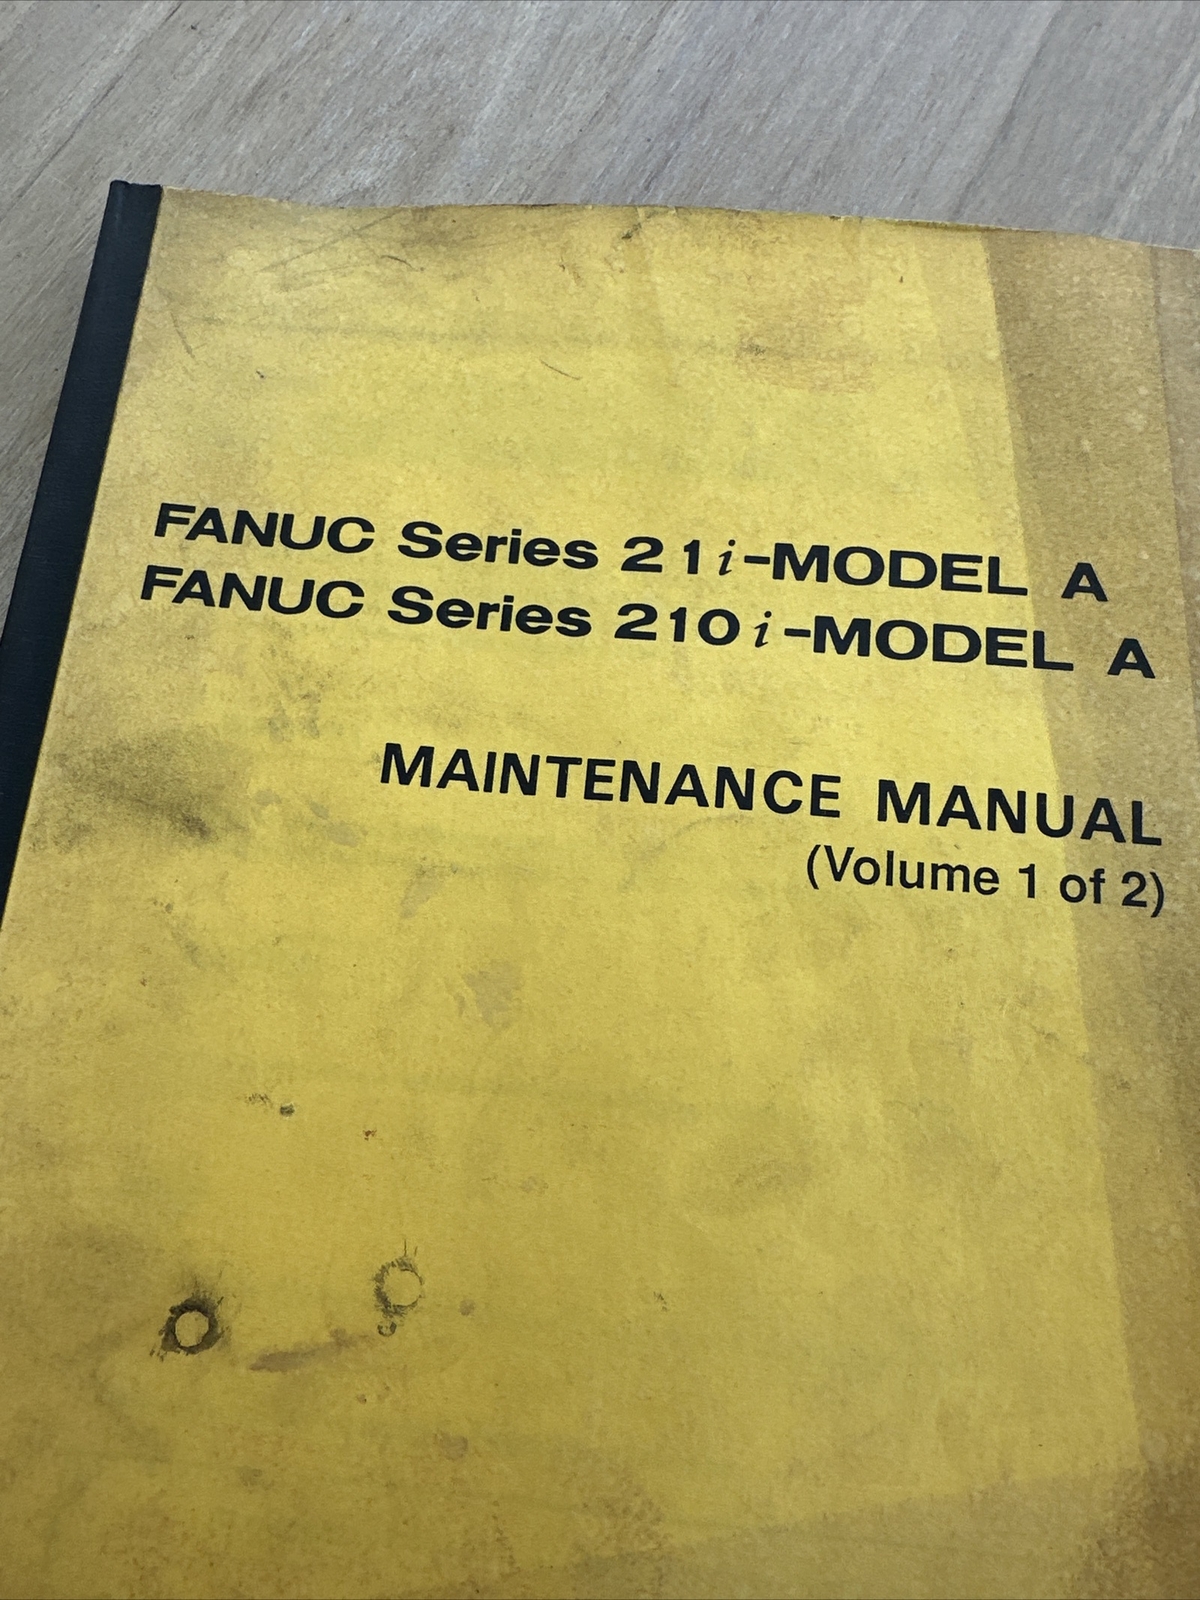 FANUC Series 21i-MODEL A
FANUC Series 210i-MODEL A
MAINTENANCE MANUAL
(Volume 1 of 2)